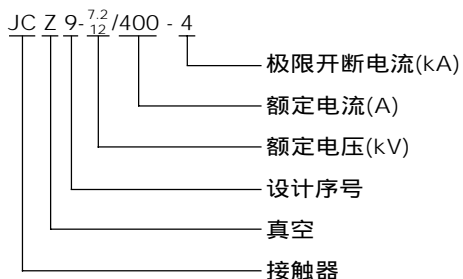 JC Z 9-7.2/12/400-4
极限开断电流(kA)
额定电流(A)
额定电压(kV)
设计序号
真空
接触器